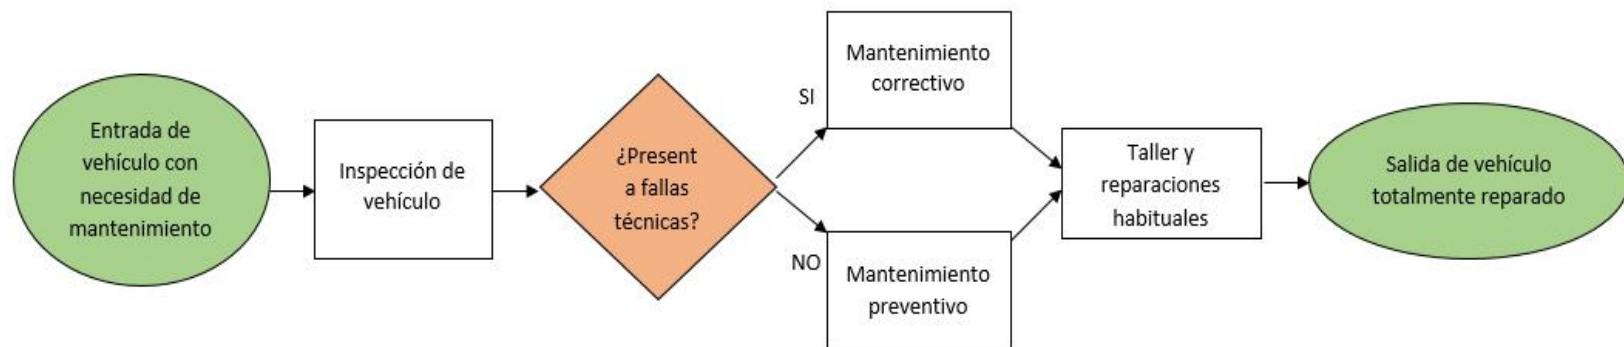 Entrada de
vehículo con
necesidad de
mantenimiento
Inspección de
vehículo
¿Present
a fallas
técnicas?
SI
Mantenimiento
correctivo
NO
Mantenimiento
preventivo
Taller y
reparaciones
habituales
Salida de vehículo
totalmente reparado